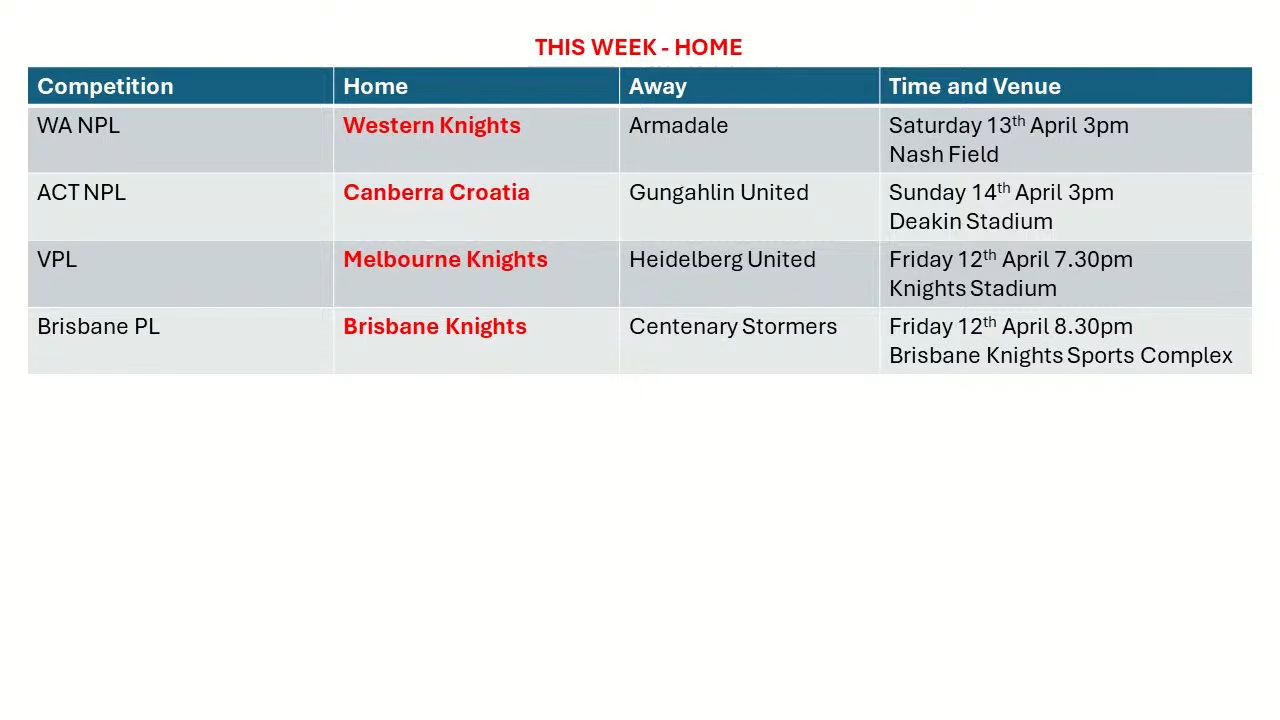 THIS WEEK - HOME
Competition Home Away Time and Venue
WA NPL Western Knights Armadale Saturday 13th April 3pm
Nash Field
ACT NPL Canberra Croatia Gungahlin United Sunday 14th April 3pm
Deakin Stadium
VPL Melbourne Knights Heidelberg United Friday 12th April 7.30pm
Knights Stadium
Brisbane PL Brisbane Knights Centenary Stormers Friday 12th April 8.30pm
Brisbane Knights Sports Complex